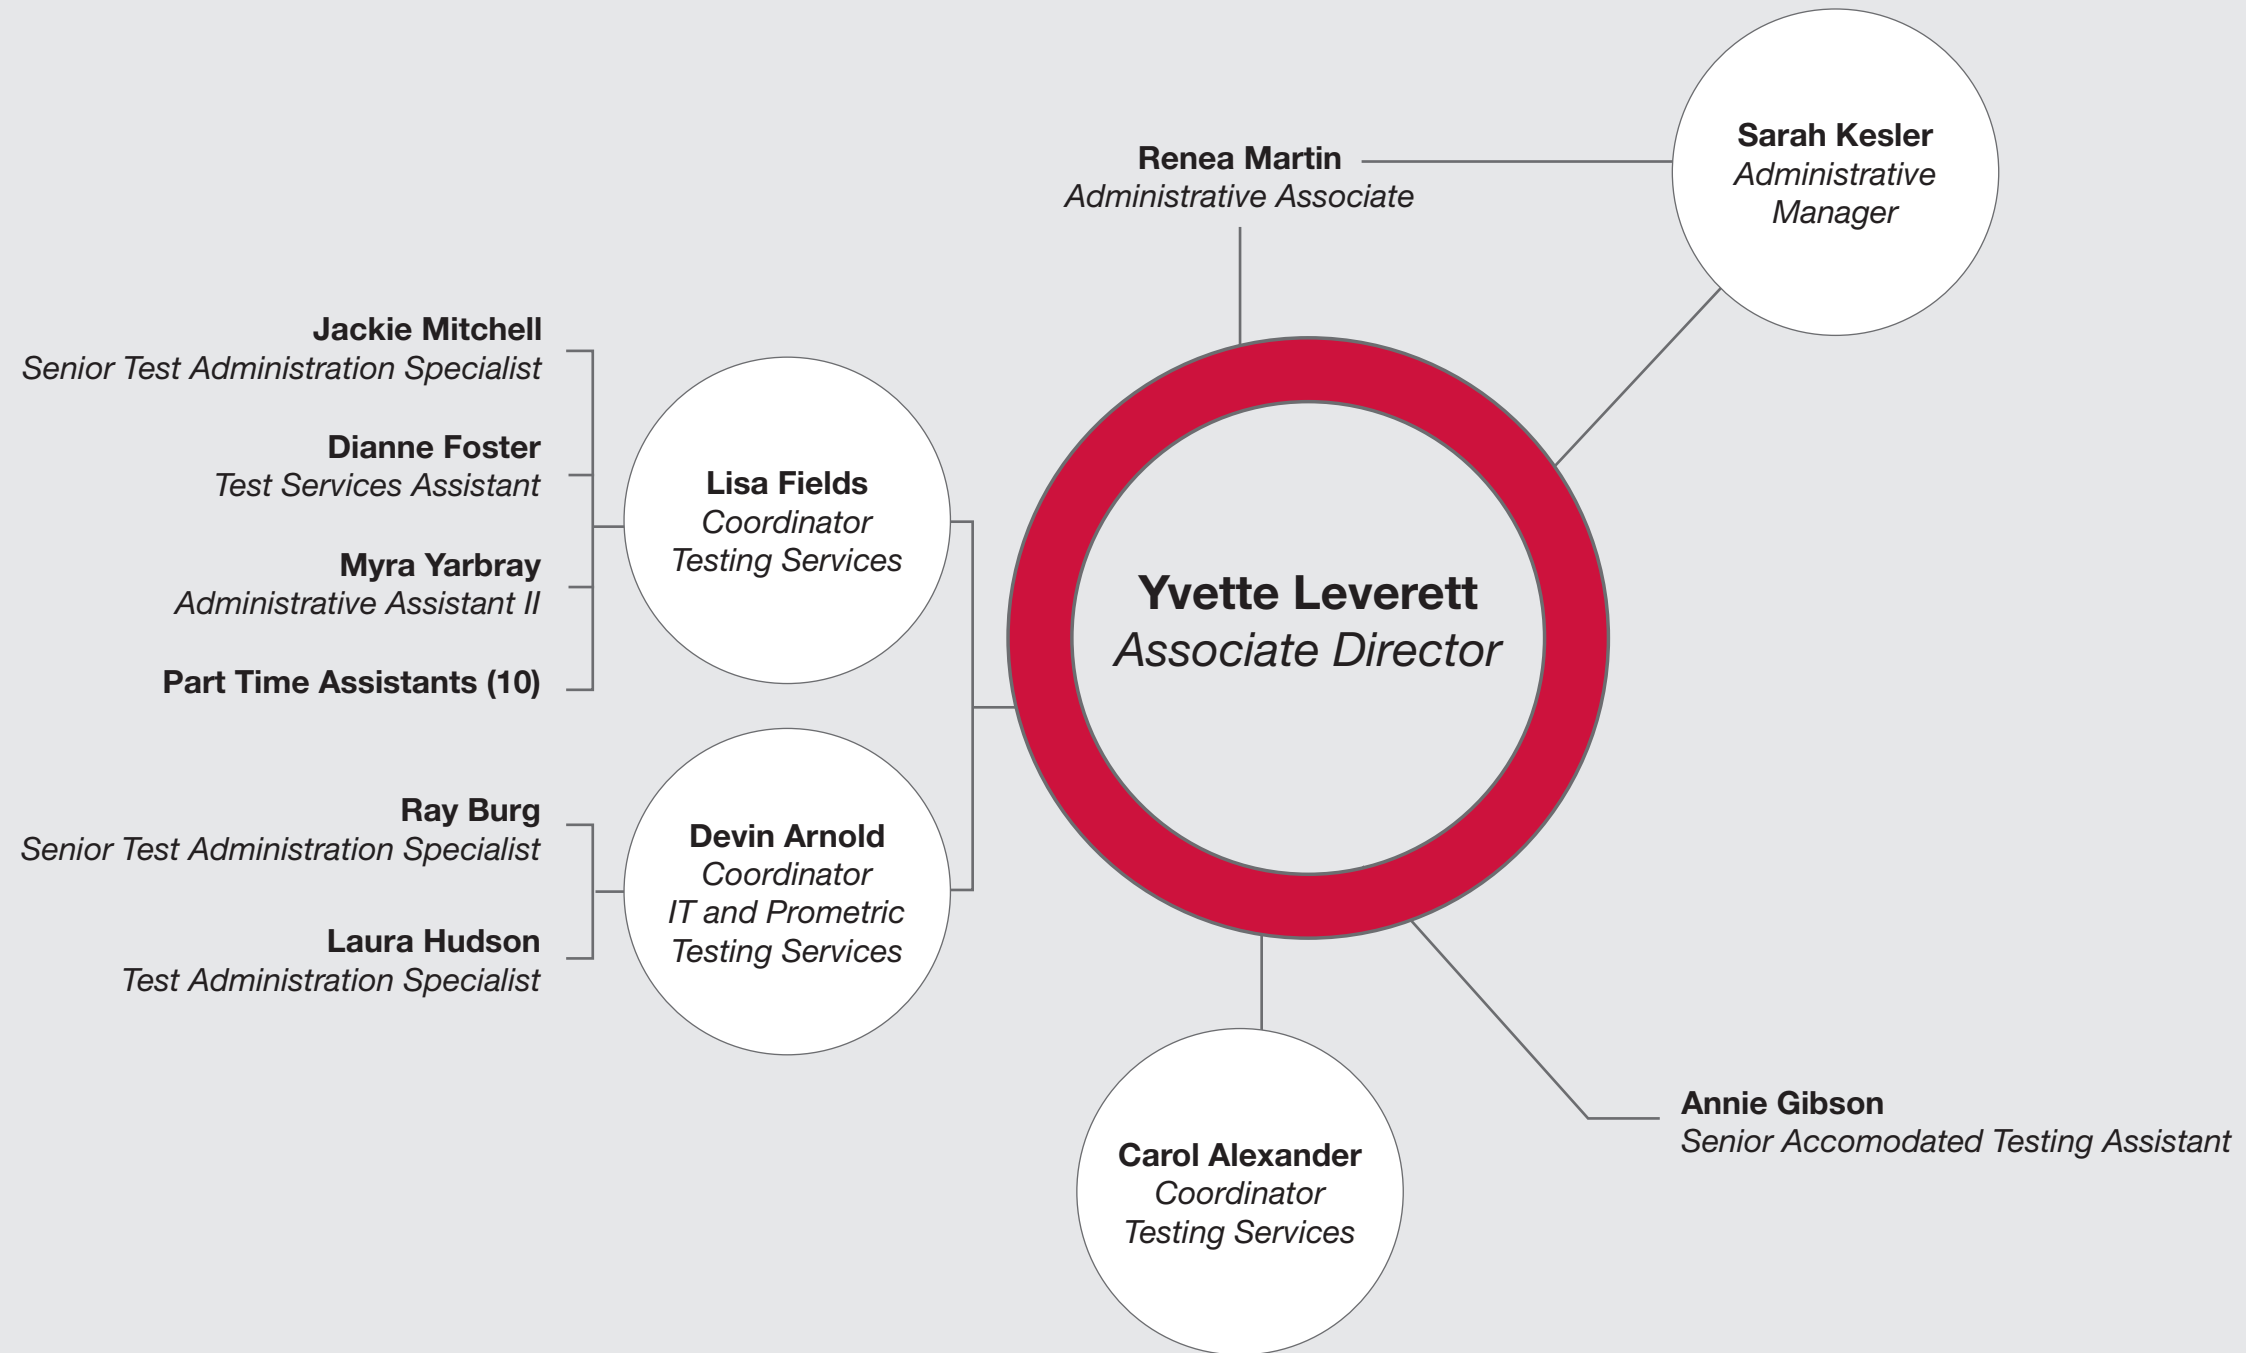 Sarah Kesler
Administrative
Manager
Renea Martin
Administrative Associate
Jackie Mitchell
Senior Test Administration Specialist
Dianne Foster
Test Services Assistant
Myra Yarbray
Administrative Assistant II
Part Time Assistants (10)
Lisa Fields
Coordinator
Testing Services
Yvette Leverett
Associate Director
Ray Burg
Senior Test Administration Specialist
Laura Hudson
Test Administration Specialist
Devin Arnold
Coordinator
IT and Prometric
Testing Services
Carol Alexander
Coordinator
Testing Services
Annie Gibson
Senior Accomodated Testing Assistant